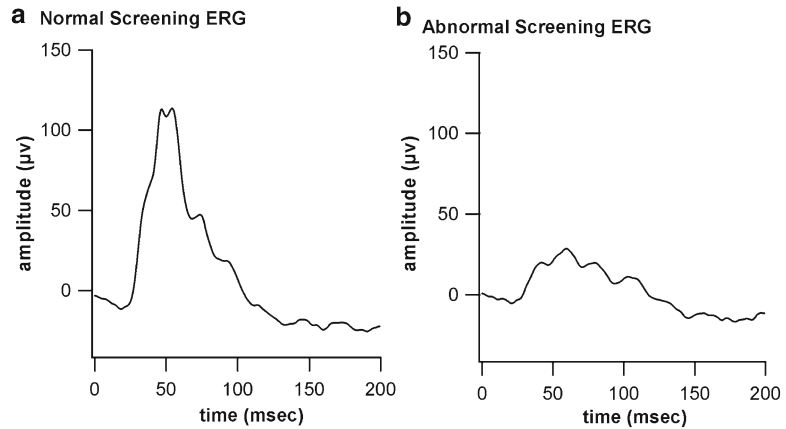 a Normal Screening ERG
150
100
50
0
amplitude (µv)
0 50 100 150 200
time (msec)
b Abnormal Screening ERG
150
100
50
0
amplitude (µv)
0 50 100 150 200
time (msec)